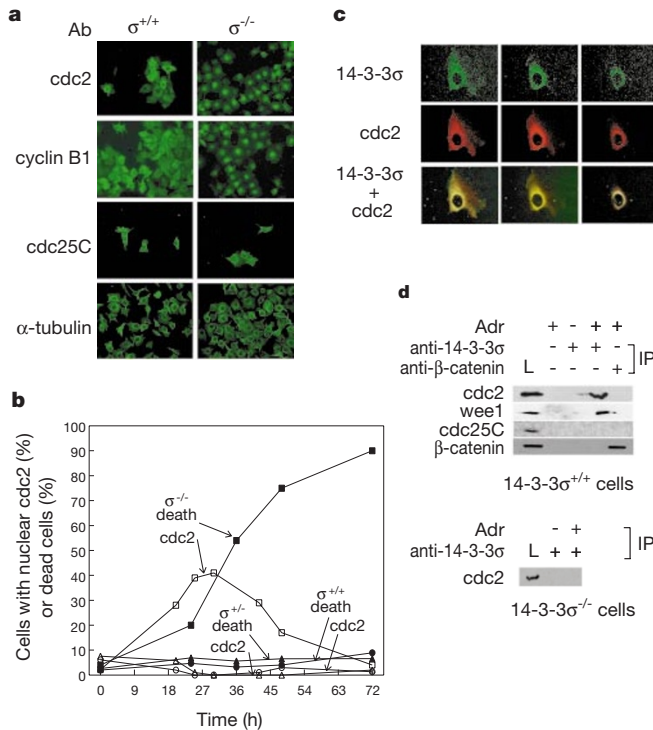 a
Ab σ+/+ σ-/-
cdc2
cyclin B1
cdc25C
α-tubulin
b
Cells with nuclear cdc2 (%)
or dead cells (%)
100
90
80
70
60
50
40
30
20
10
0
σ-/-
death
cdc2
σ+/-
death
cdc2
σ+/+
death
cdc2
0 18 27 36 45 54 63 72
Time (h)
c
14-3-3σ
cdc2
14-3-3σ
+
cdc2
d
Adr + - + +
anti-14-3-3σ - + + -
anti-β-catenin L - - - +
IP
cdc2
wee1
cdc25C
β-catenin
14-3-3σ+/+ cells
Adr - +
anti-14-3-3σ L + +
IP
cdc2
14-3-3σ-/- cells